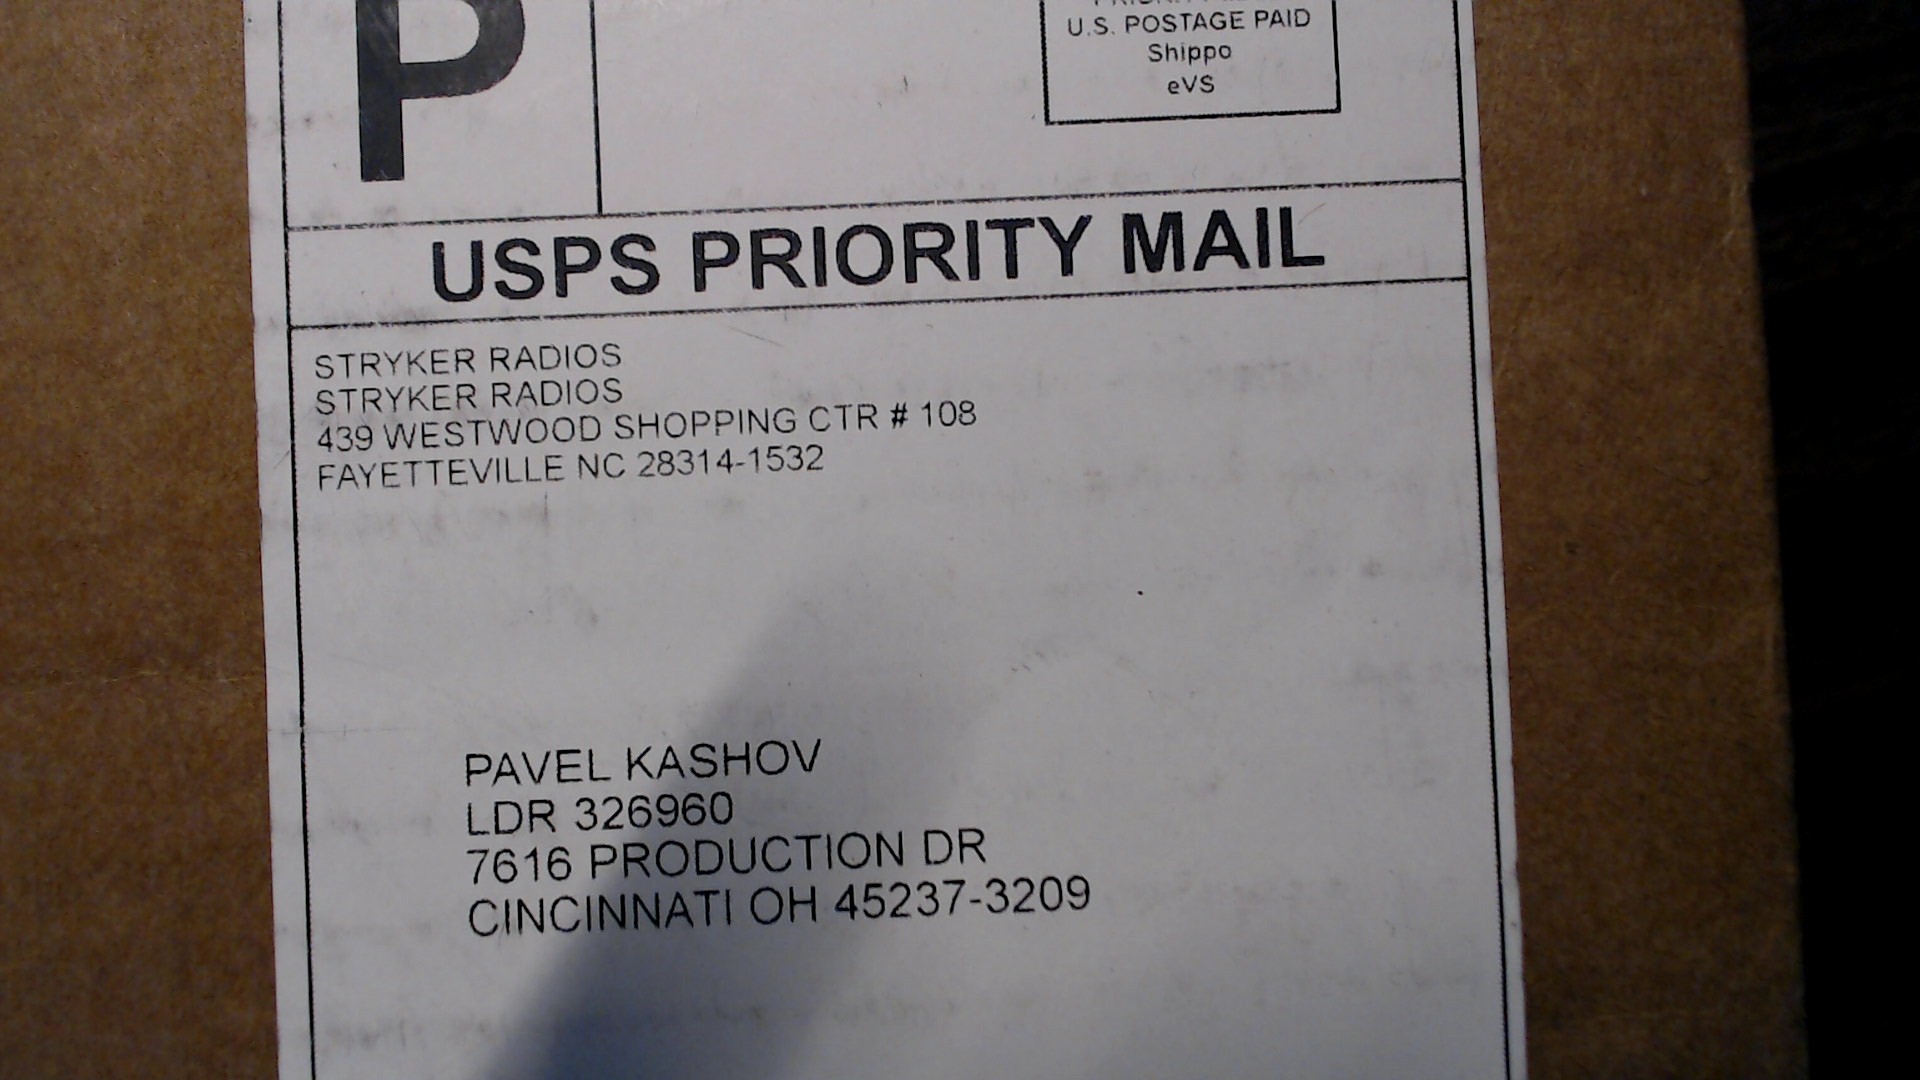 P
U.S. POSTAGE PAID
Shippo
eVS
USPS PRIORITY MAIL
STRYKER RADIOS
STRYKER RADIOS
439 WESTWOOD SHOPPING CTR # 108
FAYETTEVILLE NC 28314-1532
PAVEL KASHOV
LDR 326960
7616 PRODUCTION DR
CINCINNATI OH 45237-3209